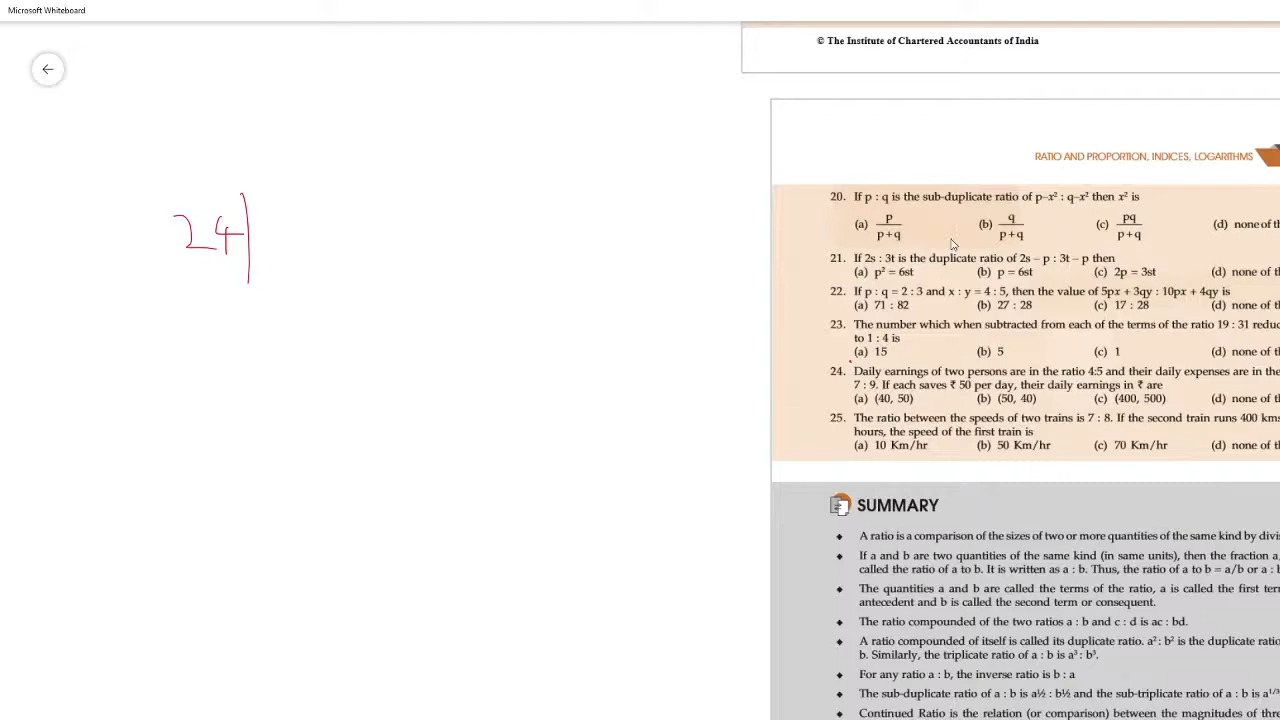 Microsoft Whiteboard
© The Institute of Chartered Accountants of India
24
RATIO AND PROPORTION, INDICES, LOGARITHMS
20. If p : q is the sub-duplicate ratio of p–x² : q–x² then x² is
(a) p/p+q (b) q/p+q (c) pq/p+q (d) none of th
21. If 2s : 3t is the duplicate ratio of 2s – p : 3t – p then
(a) p² = 6st (b) p = 6st (c) 2p = 3st (d) none of the
22. If p : q = 2 : 3 and x : y = 4 : 5, then the value of 5px + 3qy : 10px + 4qy is
(a) 71 : 82 (b) 27 : 28 (c) 17 : 28 (d) none of the
23. The number which when subtracted from each of the terms of the ratio 19 : 31 reduc
to 1 : 4 is
(a) 15 (b) 5 (c) 1 (d) none of the
24. Daily earnings of two persons are in the ratio 4:5 and their daily expenses are in the
7 : 9. If each saves ₹ 50 per day, their daily earnings in ₹ are
(a) (40, 50) (b) (50, 40) (c) (400, 500) (d) none of the
25. The ratio between the speeds of two trains is 7 : 8. If the second train runs 400 kms
hours, the speed of the first train is
(a) 10 Km/hr (b) 50 Km/hr (c) 70 Km/hr (d) none of th
SUMMARY
♦ A ratio is a comparison of the sizes of two or more quantities of the same kind by divis
♦ If a and b are two quantities of the same kind (in same units), then the fraction a
called the ratio of a to b. It is written as a : b. Thus, the ratio of a to b = a/b or a : b
♦ The quantities a and b are called the terms of the ratio, a is called the first ter
antecedent and b is called the second term or consequent.
♦ The ratio compounded of the two ratios a : b and c : d is ac : bd.
♦ A ratio compounded of itself is called its duplicate ratio. a² : b² is the duplicate ratio
b. Similarly, the triplicate ratio of a : b is a³ : b³.
♦ For any ratio a : b, the inverse ratio is b : a
♦ The sub-duplicate ratio of a : b is a½ : b½ and the sub-triplicate ratio of a : b is a¹/³
♦ Continued Ratio is the relation (or comparison) between the magnitudes of three